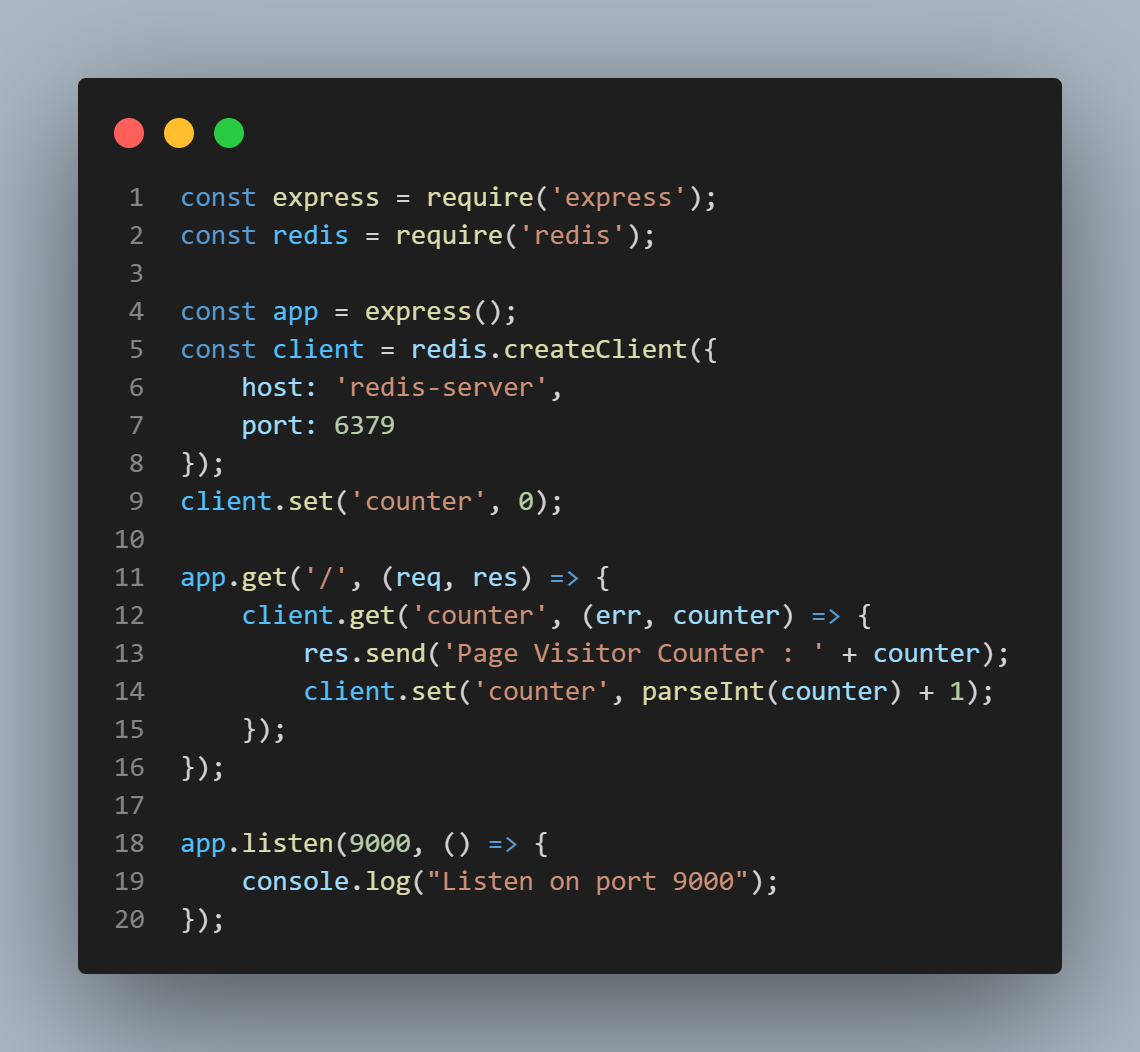 1 const express = require('express');
2 const redis = require('redis');
3
4 const app = express();
5 const client = redis.createClient({
6     host: 'redis-server',
7     port: 6379
8 });
9 client.set('counter', 0);
10
11 app.get('/', (req, res) => {
12     client.get('counter', (err, counter) => {
13         res.send('Page Visitor Counter : ' + counter);
14         client.set('counter', parseInt(counter) + 1);
15     });
16 });
17
18 app.listen(9000, () => {
19     console.log("Listen on port 9000");
20 });